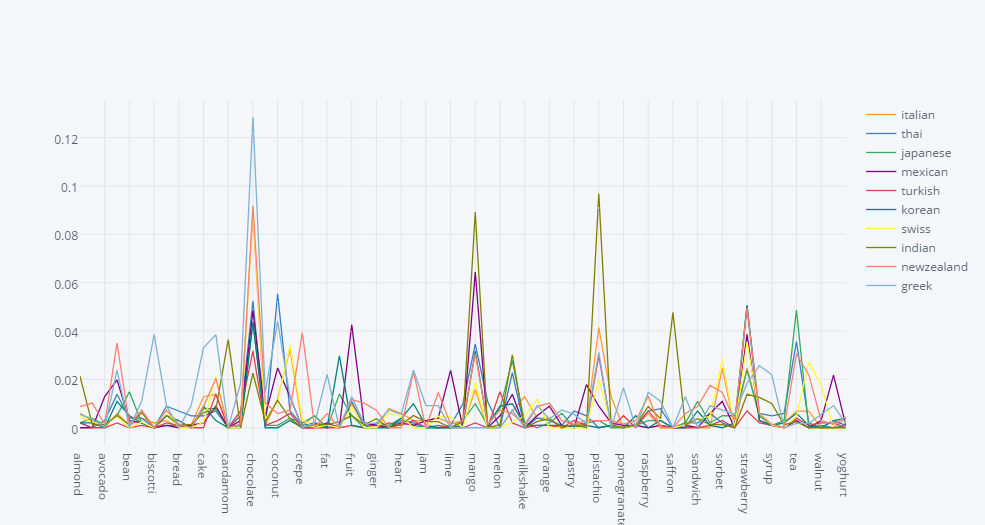 0.12
0.1
0.08
0.06
0.04
0.02
0
almond
avocado
bean
biscotti
bread
cake
cardamom
chocolate
coconut
crepe
fat
fruit
ginger
heart
jam
lime
mango
melon
milkshake
orange
pastry
pistachio
pomegranate
raspberry
saffron
sandwich
sorbet
strawberry
syrup
tea
walnut
yoghurt
italian
thai
japanese
mexican
turkish
korean
swiss
indian
newzealand
greek